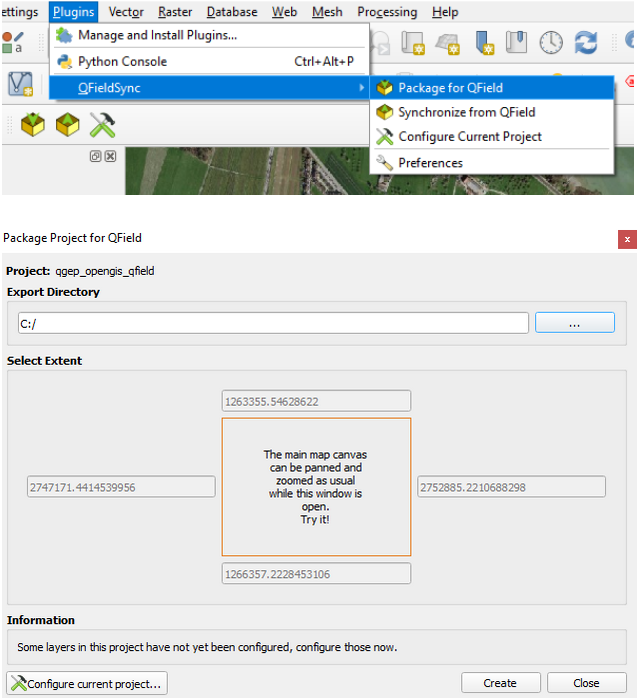 ettings Plugins Vector Raster Database Web Mesh Processing Help
a
Manage and Install Plugins...
Python Console Ctrl+Alt+P
QFieldSync
Package for QField
Synchronize from QField
Configure Current Project
Preferences
Package Project for QField
x
Project: qgep_opengis_qfield
Export Directory
C:/
...
Select Extent
1263355.54628622
The main map canvas
can be panned and
zoomed as usual
while this window is
open.
Try it!
2747171.4414539956
2752885.2210688298
1266357.2228453106
Information
Some layers in this project have not yet been configured, configure those now.
Configure current project...
Create
Close